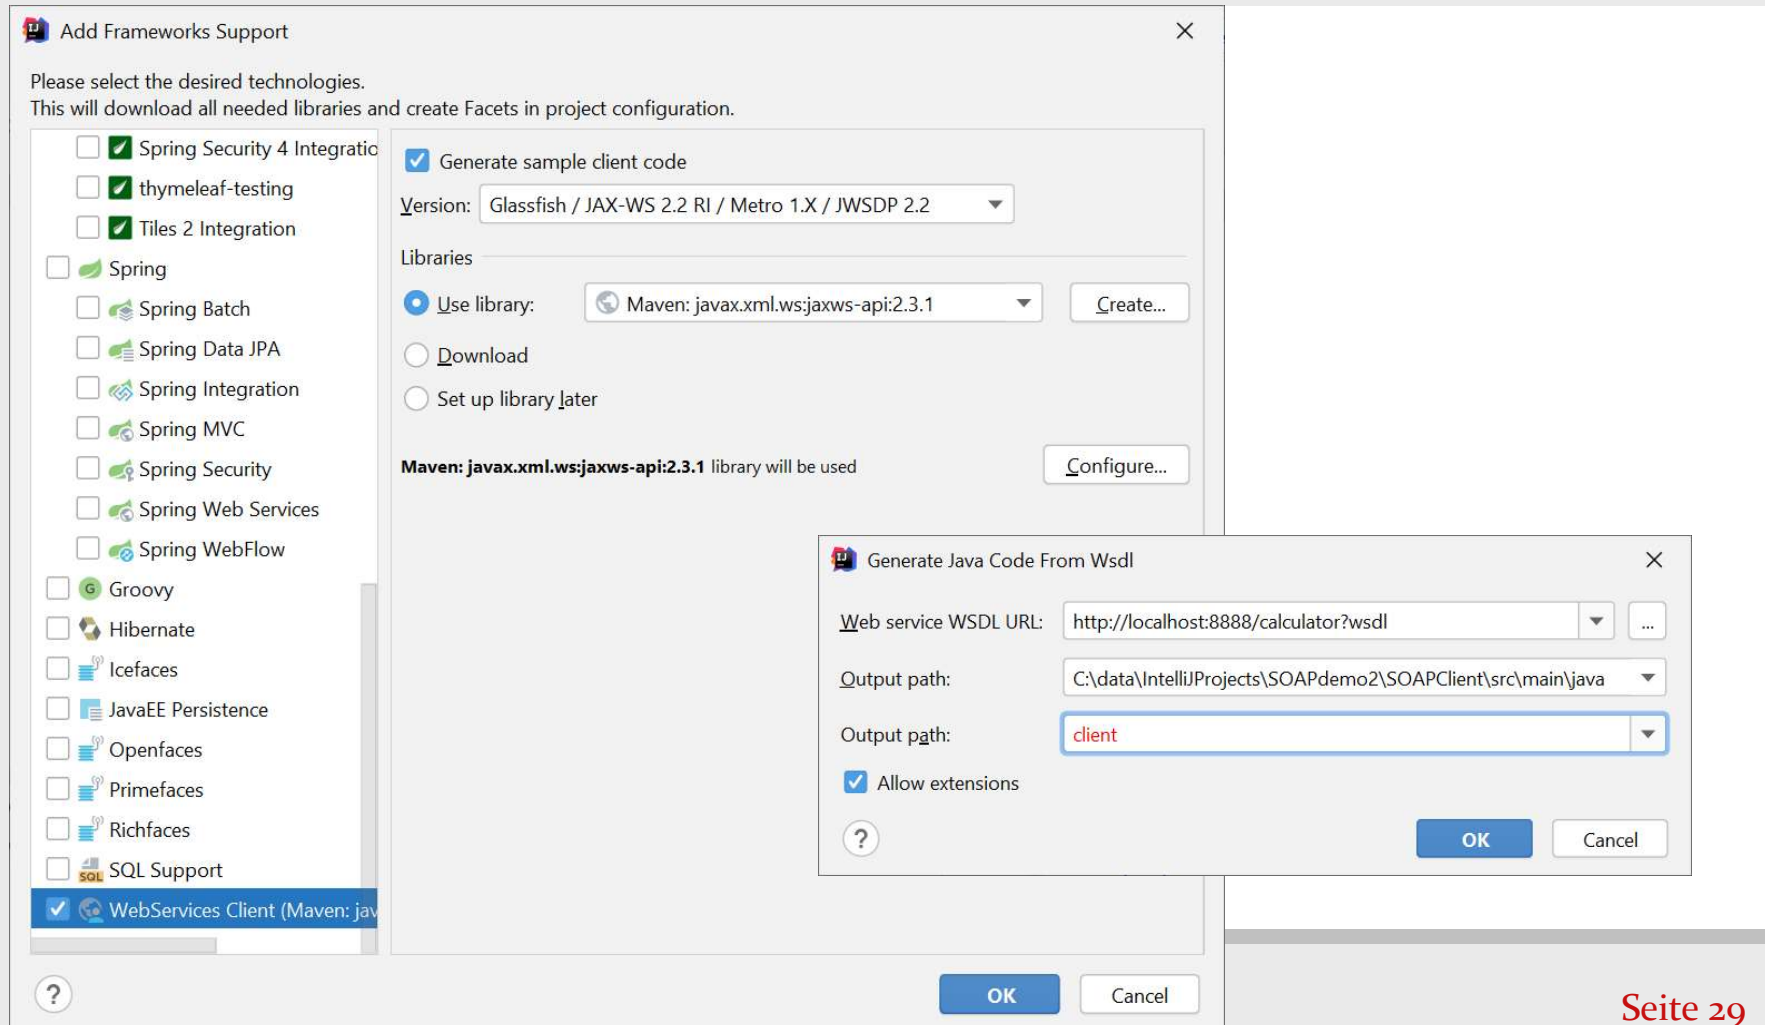 Add Frameworks Support
Please select the desired technologies.
This will download all needed libraries and create Facets in project configuration.
Spring Security 4 Integratio
thymeleaf-testing
Tiles 2 Integration
Spring
Spring Batch
Spring Data JPA
Spring Integration
Spring MVC
Spring Security
Spring Web Services
Spring WebFlow
G Groovy
Hibernate
Icefaces
JavaEE Persistence
Openfaces
Primefaces
Richfaces
SQL SQL Support
WebServices Client (Maven: jav
Generate sample client code
Version: Glassfish / JAX-WS 2.2 RI / Metro 1.X / JWSDP 2.2
Libraries
Use library: Maven: javax.xml.ws:jaxws-api:2.3.1 Create...
Download
Set up library later
Maven: javax.xml.ws:jaxws-api:2.3.1 library will be used Configure...
? OK Cancel
Generate Java Code From Wsdl
Web service WSDL URL: http://localhost:8888/calculator?wsdl ...
Output path: C:\data\IntelliJProjects\SOAPdemo2\SOAPClient\src\main\java
Output path: client
Allow extensions
? OK Cancel
Seite 29